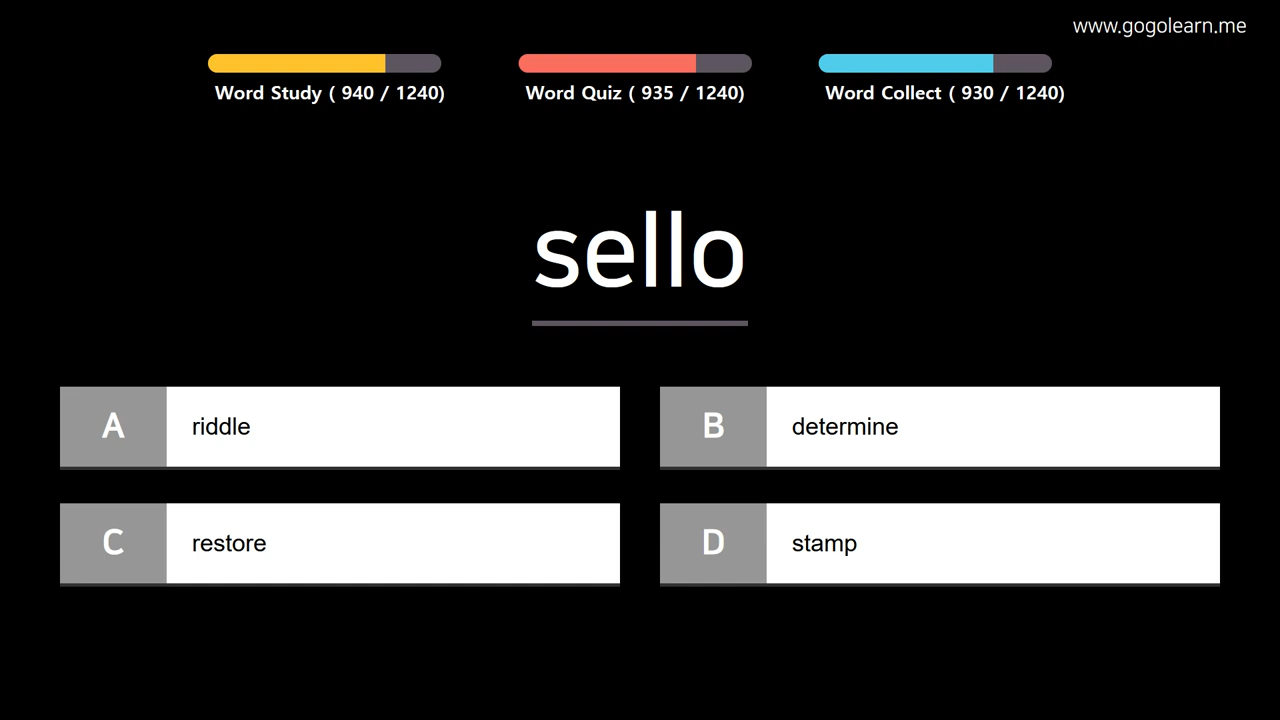 www.gogolearn.me
Word Study ( 940 / 1240)
Word Quiz ( 935 / 1240)
Word Collect ( 930 / 1240)
sello
A riddle
B determine
C restore
D stamp